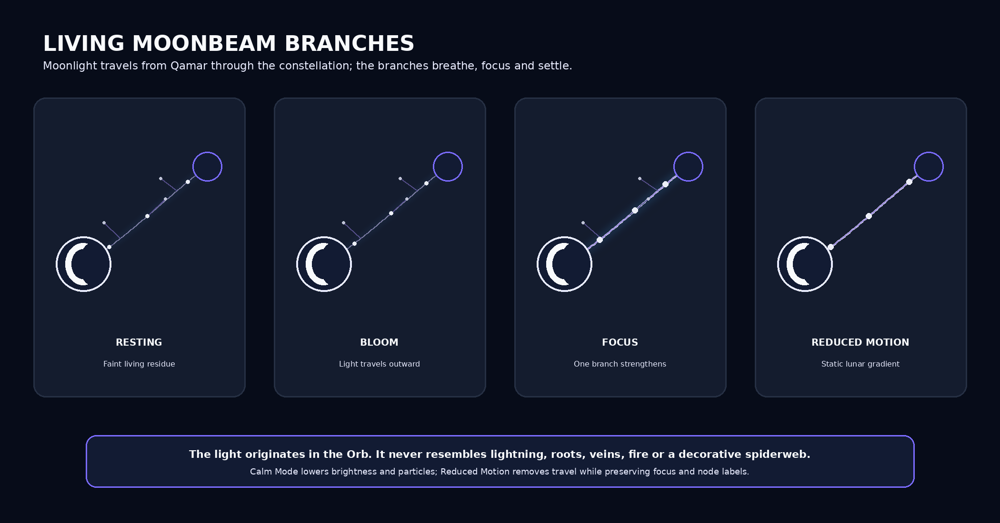 LIVING MOONBEAM BRANCHES
Moonlight travels from Qamar through the constellation; the branches breathe, focus and settle.
RESTING
Faint living residue
BLOOM
Light travels outward
FOCUS
One branch strengthens
REDUCED MOTION
Static lunar gradient
The light originates in the Orb. It never resembles lightning, roots, veins, fire or a decorative spiderweb.
Calm Mode lowers brightness and particles; Reduced Motion removes travel while preserving focus and node labels.